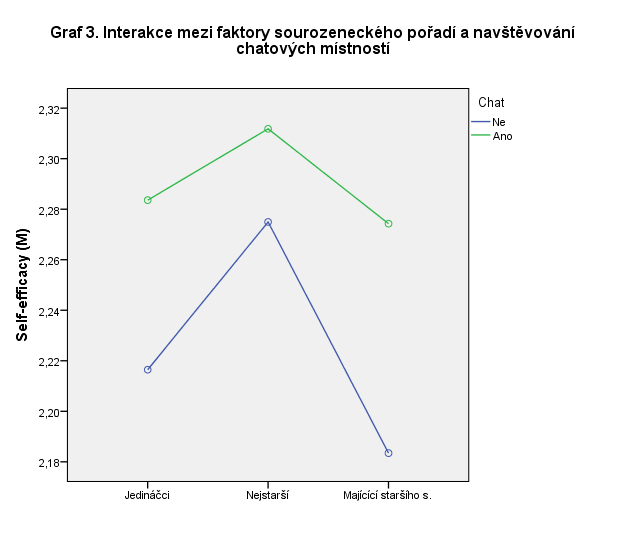 Graf 3. Interakce mezi faktory sourozeneckého pořadí a navštěvování
chatových místností
Chat
Ne
Ano
2,32
2,30
2,28
2,26
2,24
2,22
2,20
2,18
Self-efficacy (M)
Jedináčci
Nejstarší
Majícící staršího s.